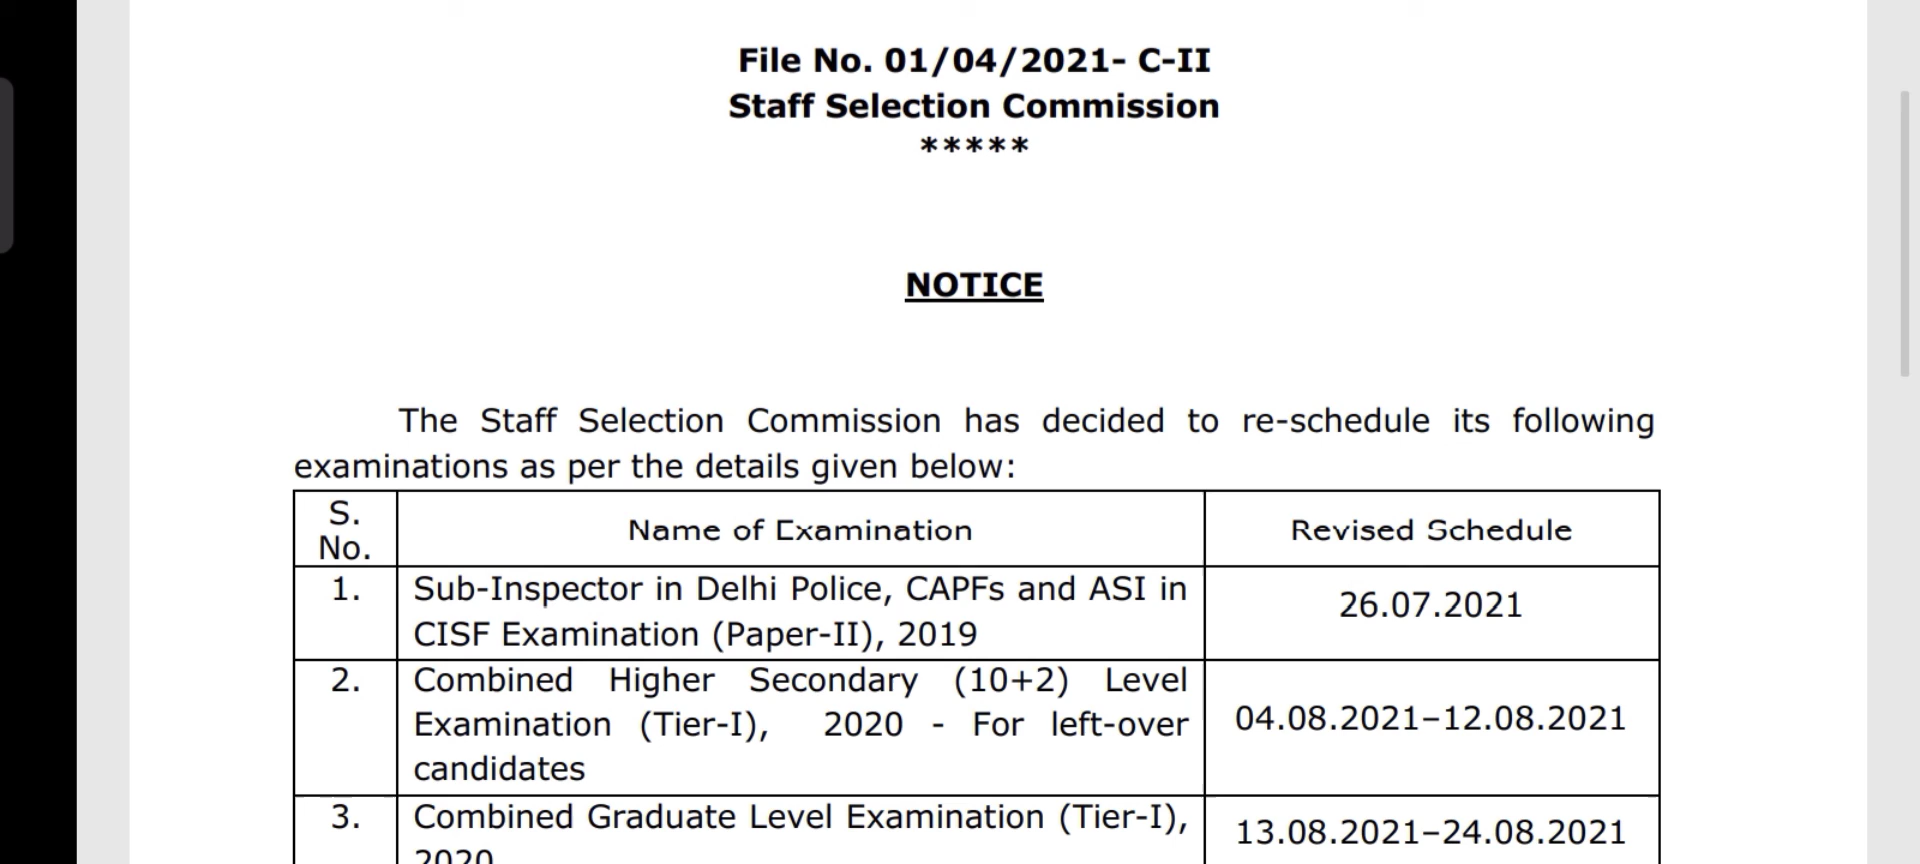 File No. 01/04/2021- C-II
Staff Selection Commission
*****
NOTICE
The Staff Selection Commission has decided to re-schedule its following
examinations as per the details given below:
S.
No.
Name of Examination
Revised Schedule
1.
Sub-Inspector in Delhi Police, CAPFs and ASI in
CISF Examination (Paper-II), 2019
26.07.2021
2.
Combined Higher Secondary (10+2) Level
Examination (Tier-I), 2020 - For left-over
candidates
04.08.2021–12.08.2021
3.
Combined Graduate Level Examination (Tier-I),
2020
13.08.2021–24.08.2021